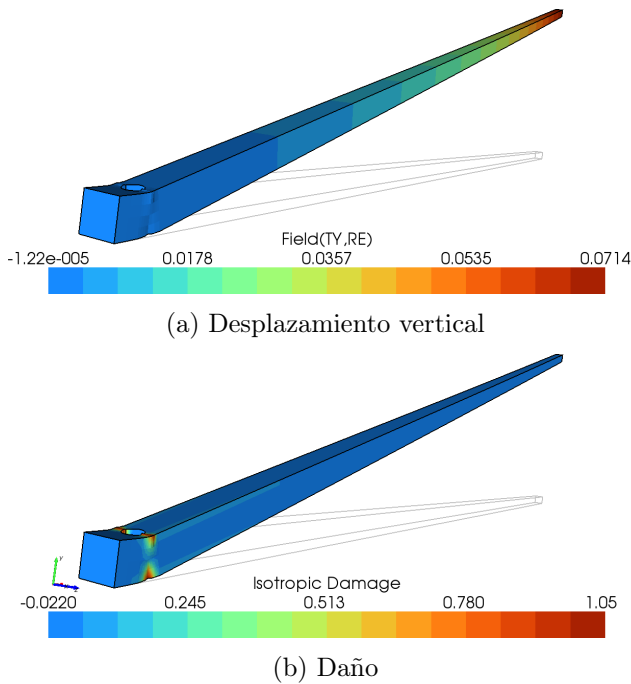 Field(TY,RE)
-1.22e-005 0.0178 0.0357 0.0535 0.0714
(a) Desplazamiento vertical
Y
Isotropic Damage
-0.0220 0.245 0.513 0.780 1.05
(b) Daño